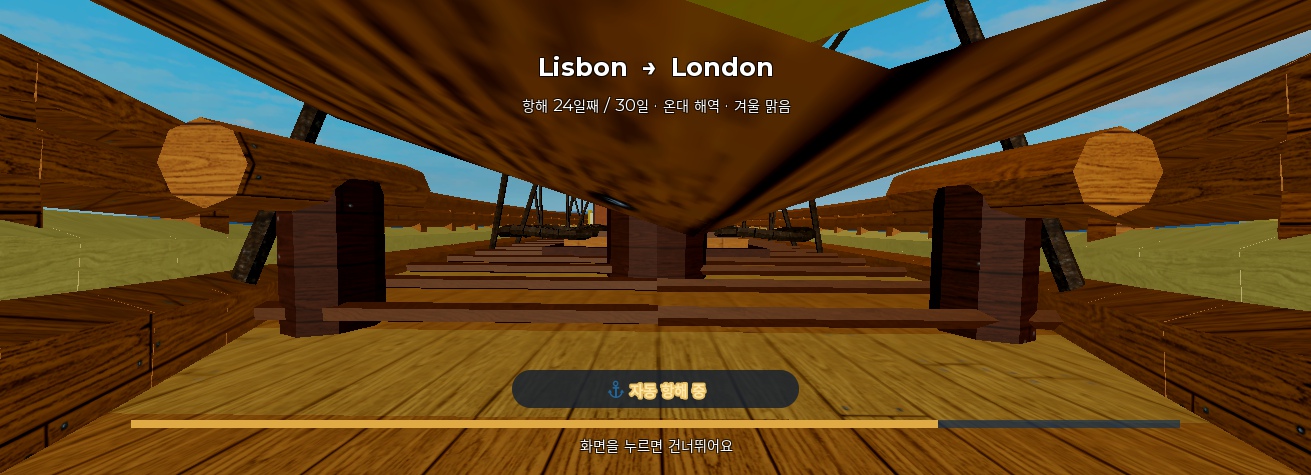 Lisbon → London
항해 24일째 / 30일 · 온대 해역 · 겨울 맑음
⚓ 자동 항해 중
화면을 누르면 건너뛰어요